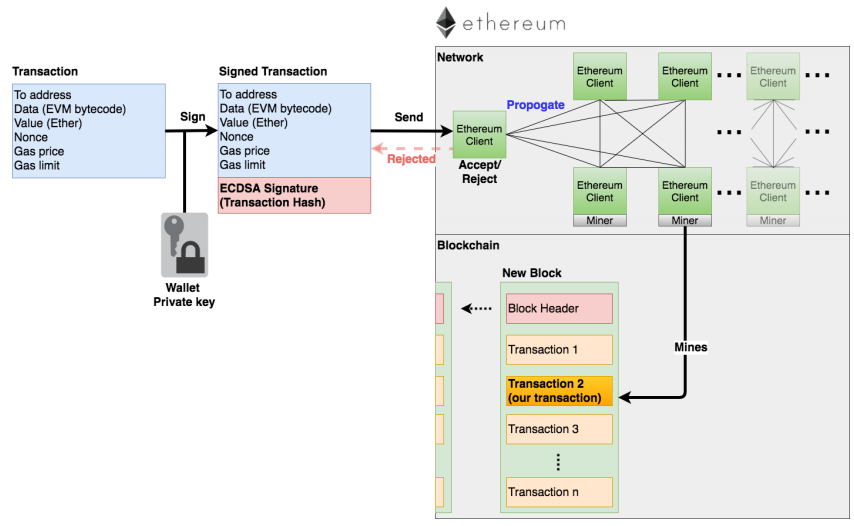 ethereum
Transaction
To address
Data (EVM bytecode)
Value (Ether)
Nonce
Gas price
Gas limit
Sign
Wallet
Private key
Signed Transaction
To address
Data (EVM bytecode)
Value (Ether)
Nonce
Gas price
Gas limit
ECDSA Signature
(Transaction Hash)
Send
Rejected
Network
Ethereum
Client
Accept/
Reject
Propogate
Ethereum
Client
Ethereum
Client
Ethereum
Client
Ethereum
Client
Miner
Ethereum
Client
Miner
Ethereum
Client
Miner
Blockchain
New Block
Block Header
Transaction 1
Transaction 2
(our transaction)
Transaction 3
Transaction n
Mines